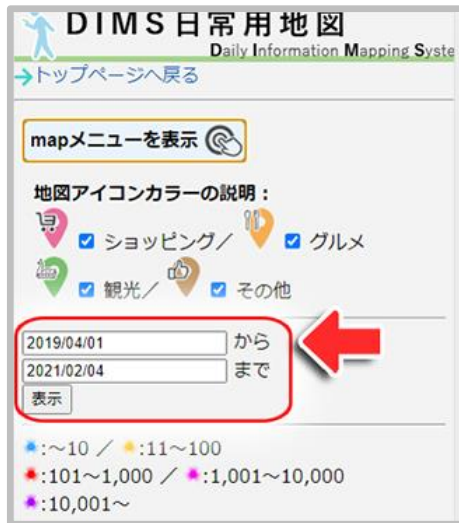 DIMS日常用地図
Daily Information Mapping Syste
トップページへ戻る
mapメニューを表示
地図アイコンカラーの説明：
ショッピング／ グルメ
観光／ その他
2019/04/01 から
2021/02/04 まで
表示
:～10 ／ :11～100
:101～1,000 ／ :1,001～10,000
:10,001～